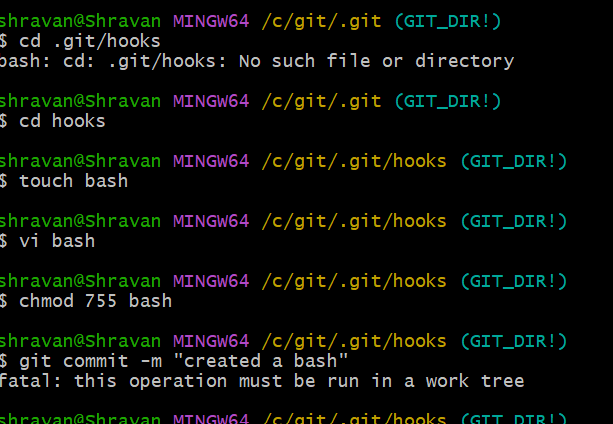 shravan@Shravan MINGW64 /c/git/.git (GIT_DIR!)
$ cd .git/hooks
bash: cd: .git/hooks: No such file or directory
shravan@Shravan MINGW64 /c/git/.git (GIT_DIR!)
$ cd hooks
shravan@Shravan MINGW64 /c/git/.git/hooks (GIT_DIR!)
$ touch bash
shravan@Shravan MINGW64 /c/git/.git/hooks (GIT_DIR!)
$ vi bash
shravan@Shravan MINGW64 /c/git/.git/hooks (GIT_DIR!)
$ chmod 755 bash
shravan@Shravan MINGW64 /c/git/.git/hooks (GIT_DIR!)
$ git commit -m "created a bash"
fatal: this operation must be run in a work tree
shravan@Shravan MINGW64 /c/git/.git/hooks (GIT_DIR!)